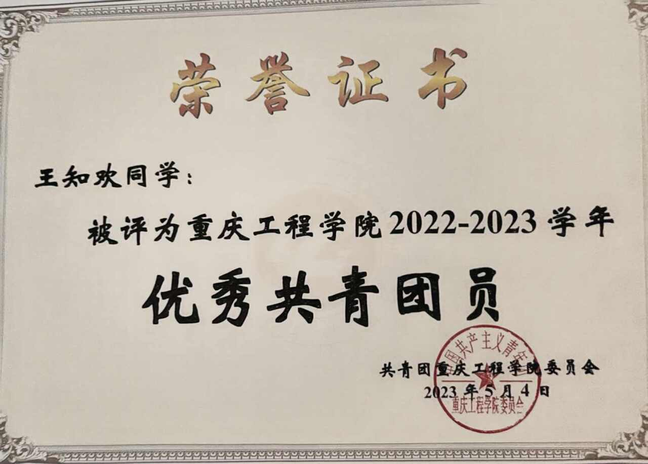 荣誉证书
王知欢同学：
被评为重庆工程学院2022-2023学年
优秀共青团员
共青团重庆工程学院委员会
2023年5月4日
国共产主义青年
重庆工程学院委员会